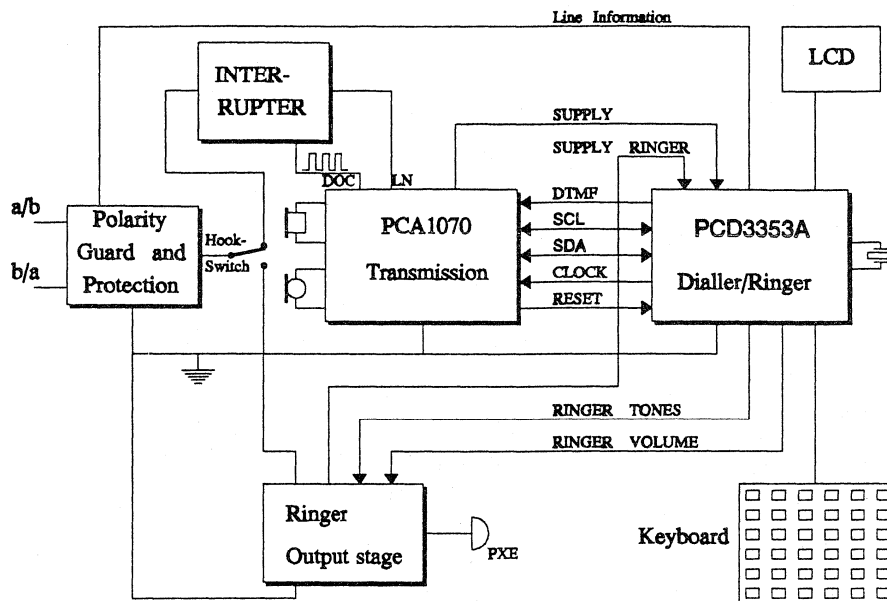 Line Information
LCD
INTER-
RUPTER
SUPPLY
SUPPLY RINGER
DOC
LN
a/b
b/a
Polarity
Guard and
Protection
Hook-
Switch
PCA1070
Transmission
DTMF
SCL
SDA
CLOCK
RESET
PCD3353A
Dialler/Ringer
RINGER TONES
RINGER VOLUME
Ringer
Output stage
PXE
Keyboard